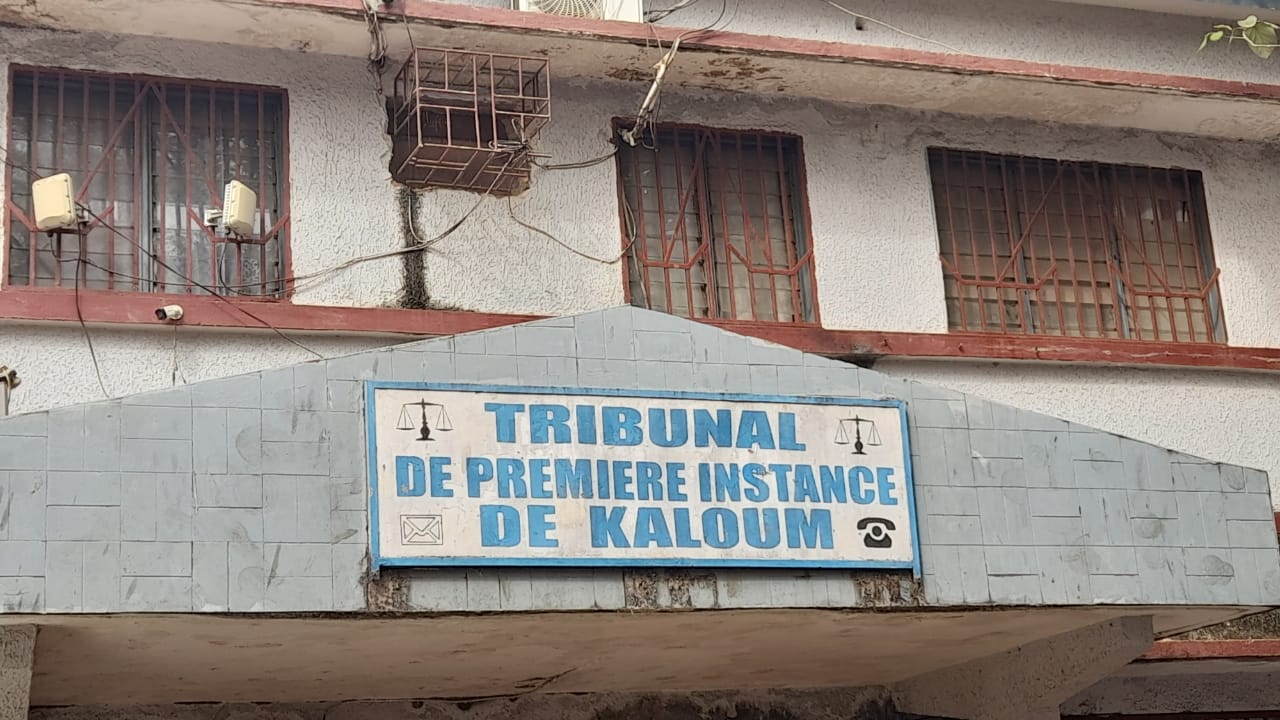 TRIBUNAL
DE PREMIERE INSTANCE
DE KALOUM